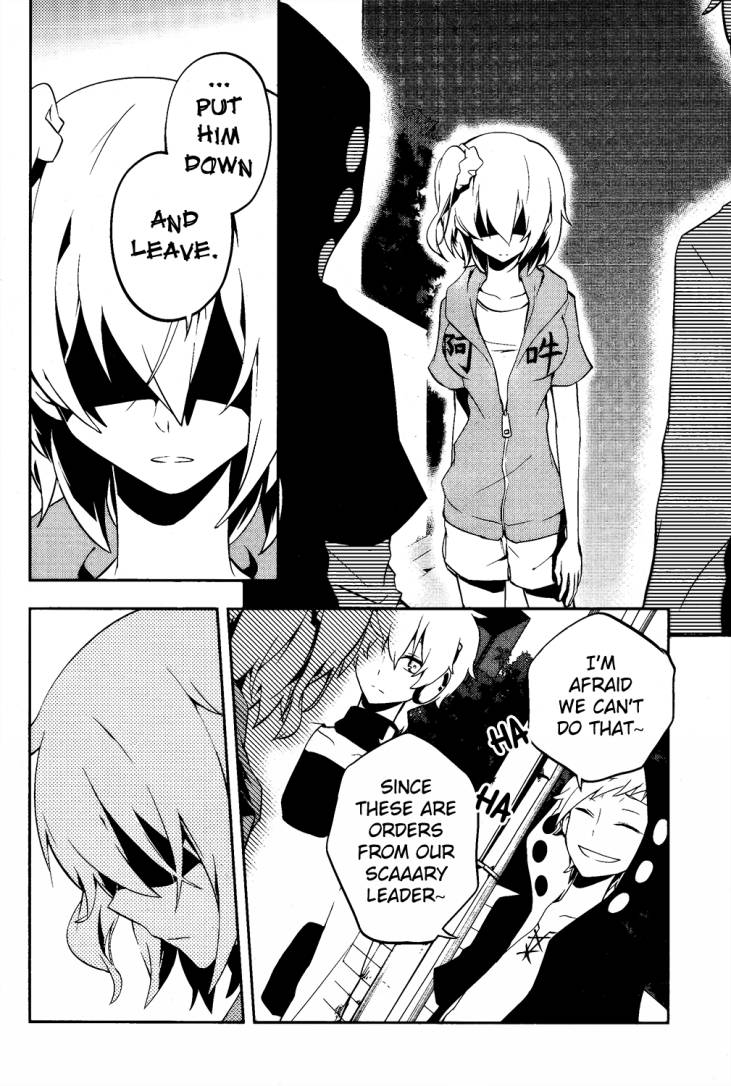 阿 吽
...
PUT
HIM
DOWN
AND
LEAVE.
I'M
AFRAID
WE CAN'T
DO THAT~
HA
HA
SINCE
THESE ARE
ORDERS
FROM OUR
SCAAARY
LEADER~